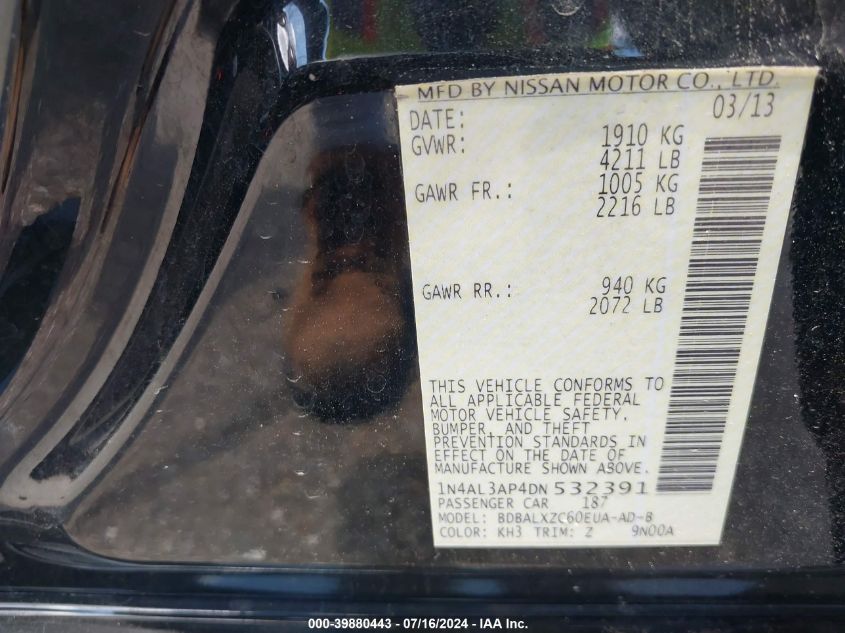 MFD BY NISSAN MOTOR CO., LTD.
DATE: 03/13
GVWR: 1910 KG
4211 LB
GAWR FR.: 1005 KG
2216 LB
GAWR RR.: 940 KG
2072 LB
THIS VEHICLE CONFORMS TO
ALL APPLICABLE FEDERAL
MOTOR VEHICLE SAFETY,
BUMPER, AND THEFT
PREVENTION STANDARDS IN
EFFECT ON THE DATE OF
MANUFACTURE SHOWN ABOVE.
1N4AL3AP4DN 532391
PASSENGER CAR 187
MODEL: BDBALXZC60EUA-AD-B
COLOR: KH3 TRIM: Z 9N00A
000-39880443 - 07/16/2024 - IAA Inc.